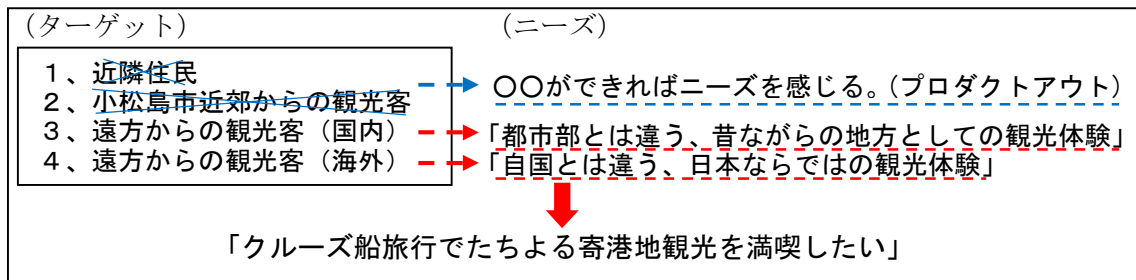 （ターゲット）
（ニーズ）
１、近隣住民
２、小松島市近郊からの観光客
３、遠方からの観光客（国内）
４、遠方からの観光客（海外）
〇〇ができればニーズを感じる。（プロダクトアウト）
「都市部とは違う、昔ながらの地方としての観光体験」
「自国とは違う、日本ならではの観光体験」
「クルーズ船旅行でたちよる寄港地観光を満喫したい」